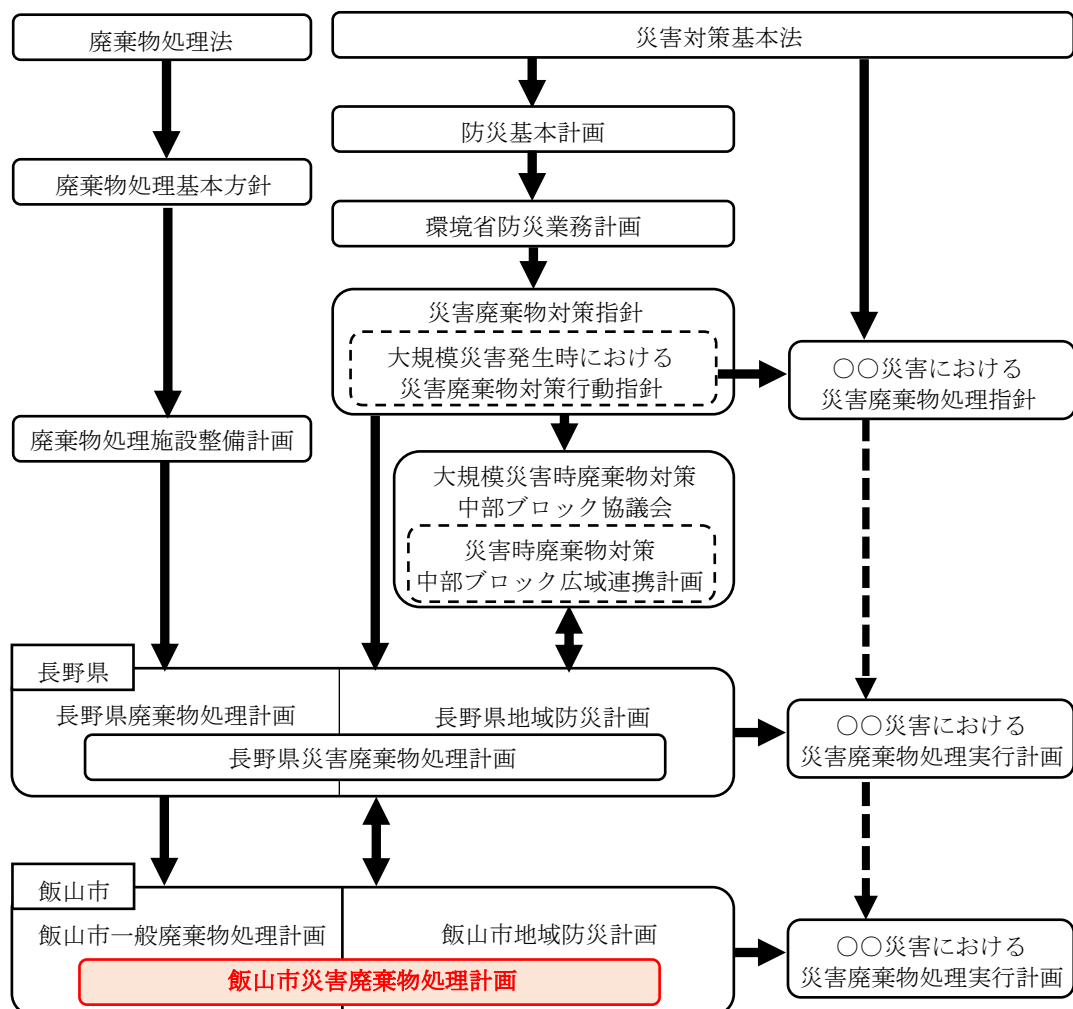 廃棄物処理法
災害対策基本法
防災基本計画
廃棄物処理基本方針
環境省防災業務計画
災害廃棄物対策指針
大規模災害発生時における
災害廃棄物対策行動指針
〇〇災害における
災害廃棄物処理指針
廃棄物処理施設整備計画
大規模災害時廃棄物対策
中部ブロック協議会
災害時廃棄物対策
中部ブロック広域連携計画
長野県
長野県廃棄物処理計画
長野県地域防災計画
長野県災害廃棄物処理計画
〇〇災害における
災害廃棄物処理実行計画
飯山市
飯山市一般廃棄物処理計画
飯山市地域防災計画
飯山市災害廃棄物処理計画
〇〇災害における
災害廃棄物処理実行計画